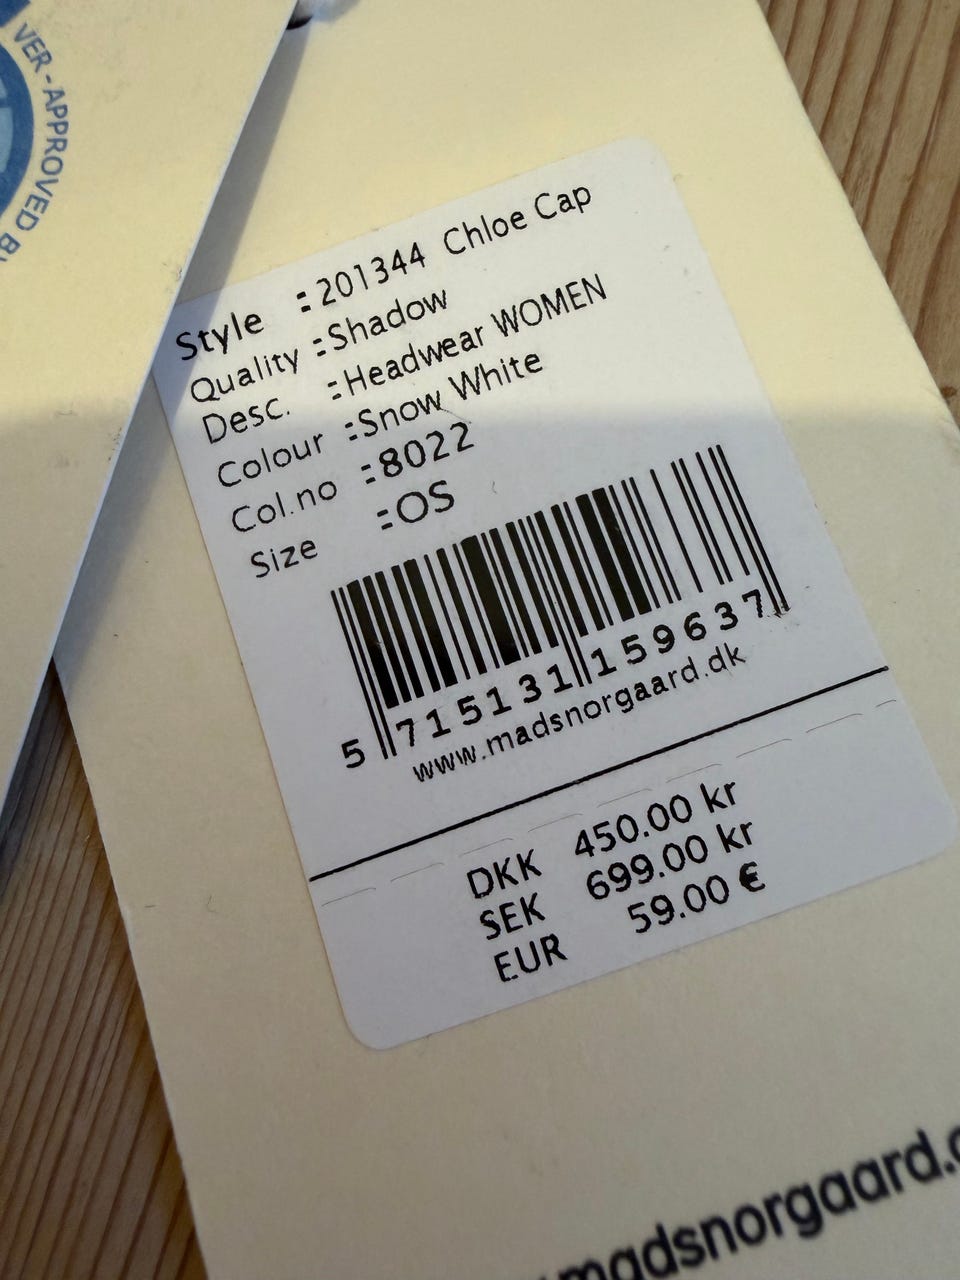 VER - APPROVED B
Style : 201344 Chloe Cap
Quality : Shadow
Desc. : Headwear WOMEN
Colour : Snow White
Col.no : 8022
Size : OS
5 715131 159637
www.madsnorgaard.dk
DKK 450.00 kr
SEK 699.00 kr
EUR 59.00 €
madsnorgaard.